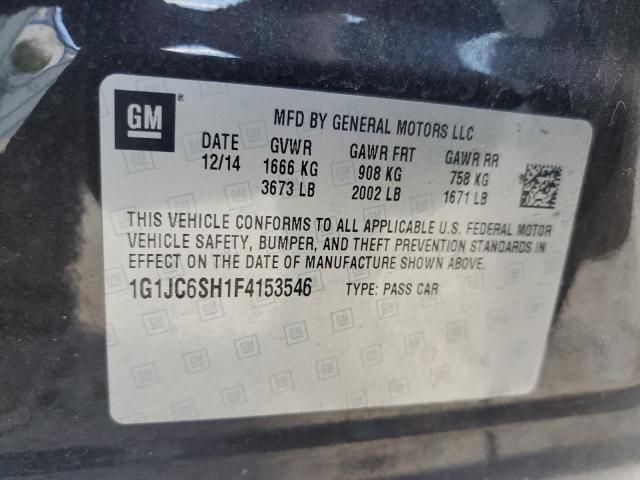 GM ®
MFD BY GENERAL MOTORS LLC
DATE GVWR GAWR FRT GAWR RR
12/14 1666 KG 908 KG 758 KG
3673 LB 2002 LB 1671 LB
THIS VEHICLE CONFORMS TO ALL APPLICABLE U.S. FEDERAL MOTOR
VEHICLE SAFETY, BUMPER, AND THEFT PREVENTION STANDARDS IN
EFFECT ON THE DATE OF MANUFACTURE SHOWN ABOVE.
1G1JC6SH1F4153546 TYPE: PASS CAR